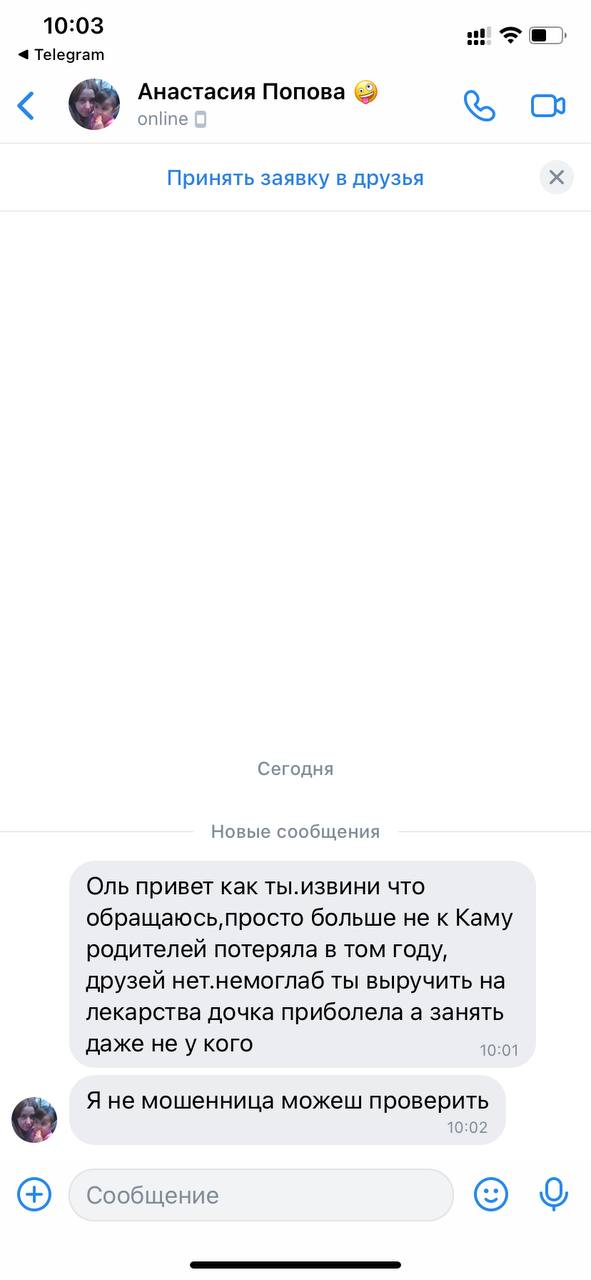 10:03
◀ Telegram
Анастасия Попова 🤪
online
Принять заявку в друзья
Сегодня
Новые сообщения
Оль привет как ты.извини что
обращаюсь,просто больше не к Каму
родителей потеряла в том году,
друзей нет.немоглаб ты выручить на
лекарства дочка приболела а занять
даже не у кого
10:01
Я не мошенница можеш проверить
10:02
Сообщение